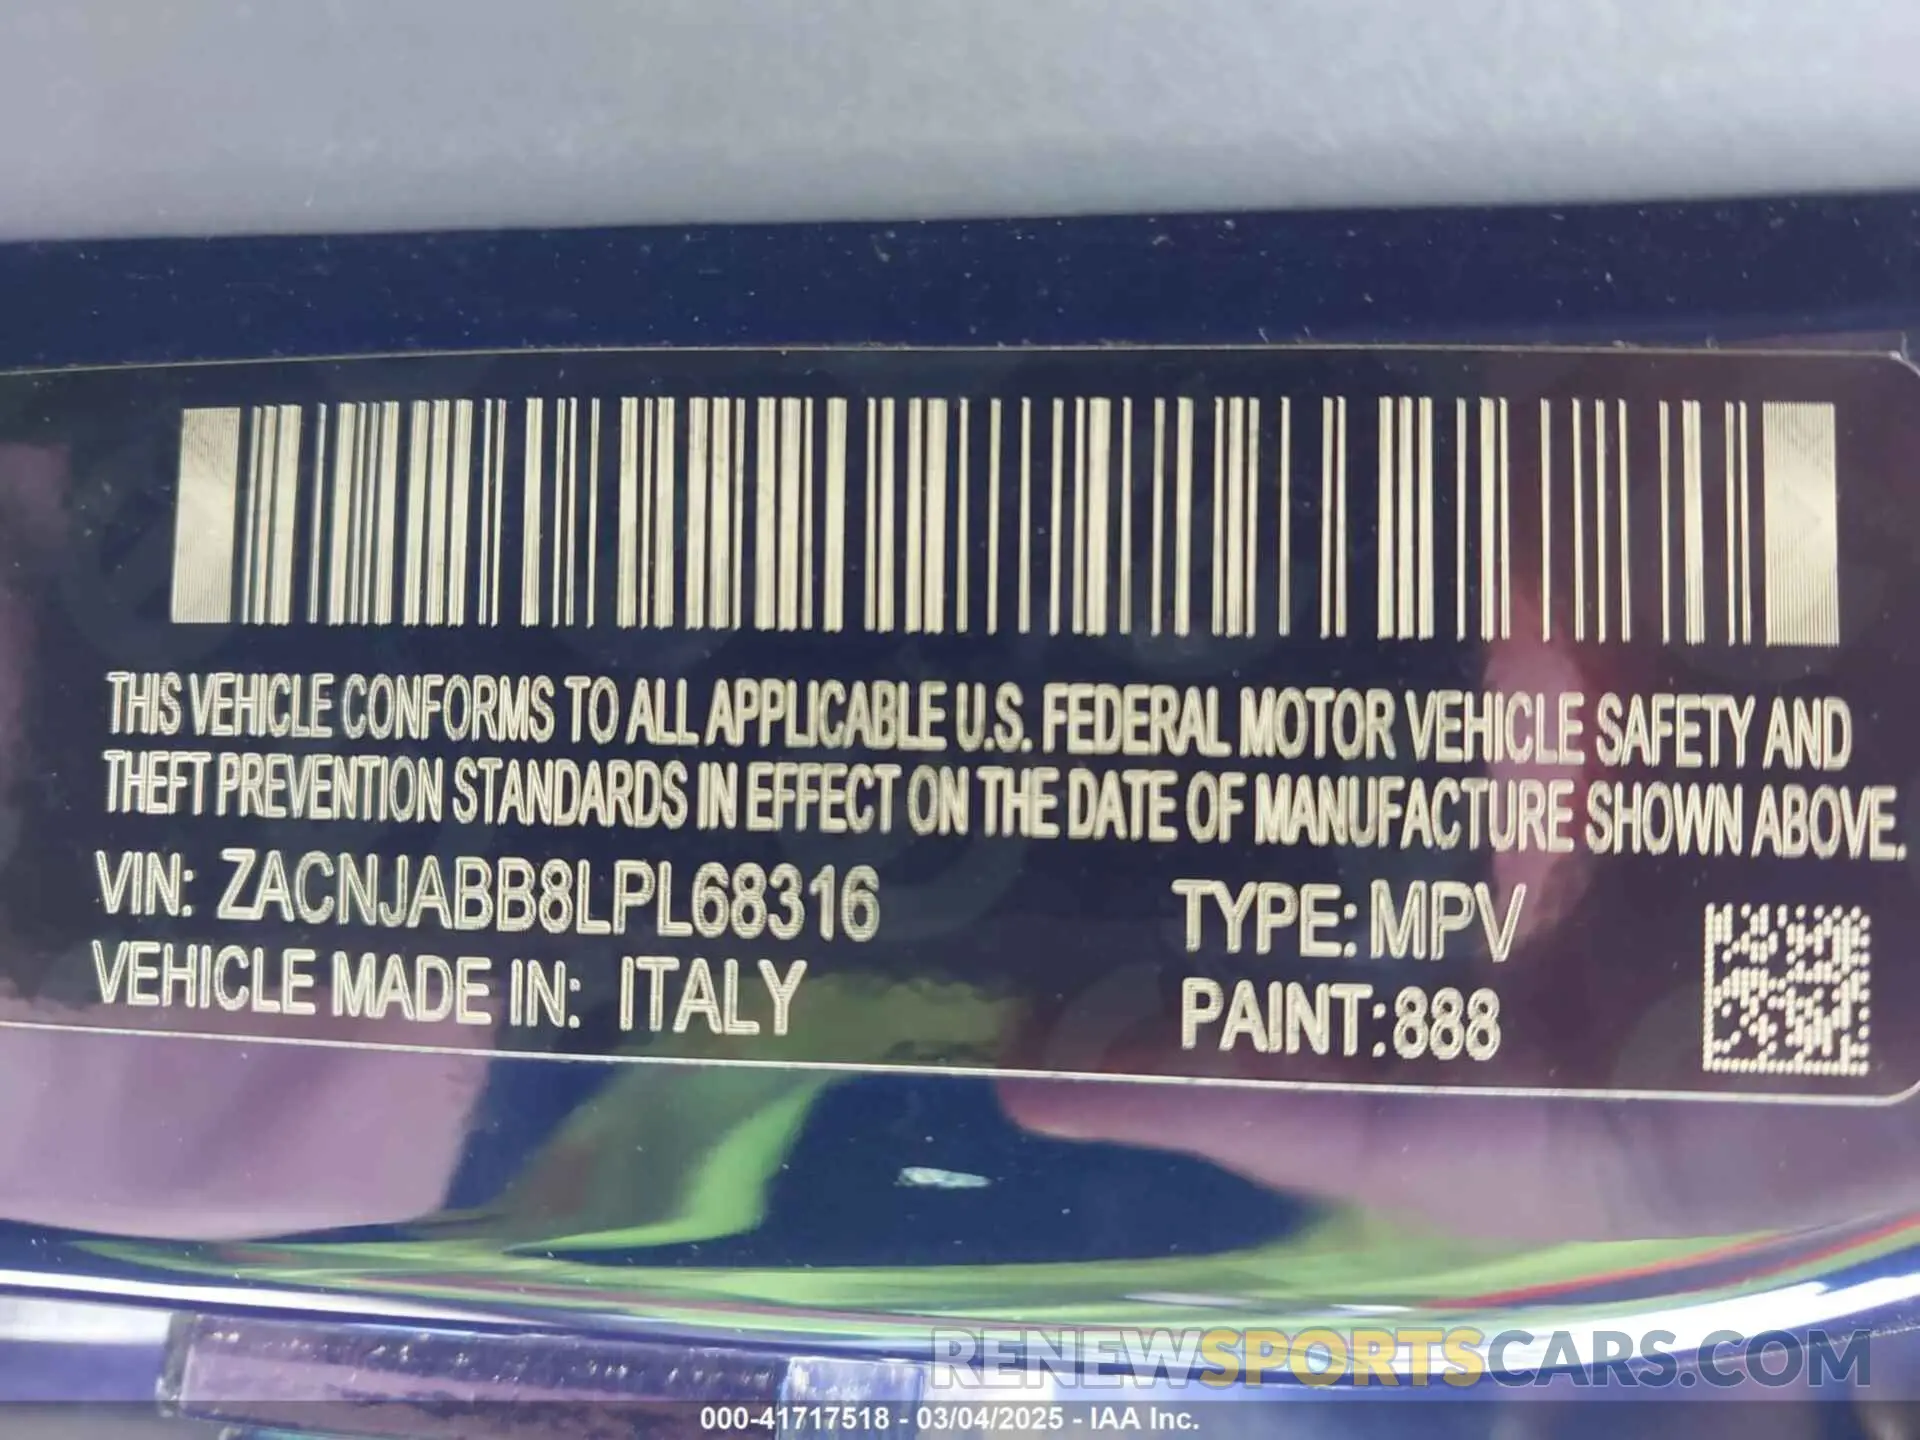 THIS VEHICLE CONFORMS TO ALL APPLICABLE U.S. FEDERAL MOTOR VEHICLE SAFETY AND
THEFT PREVENTION STANDARDS IN EFFECT ON THE DATE OF MANUFACTURE SHOWN ABOVE.
VIN: ZACNJABB8LPL68316
TYPE: MPV
VEHICLE MADE IN: ITALY
PAINT: 888
RENEWSPORTSCARS.COM
000-41717518 - 03/04/2025 - IAA Inc.